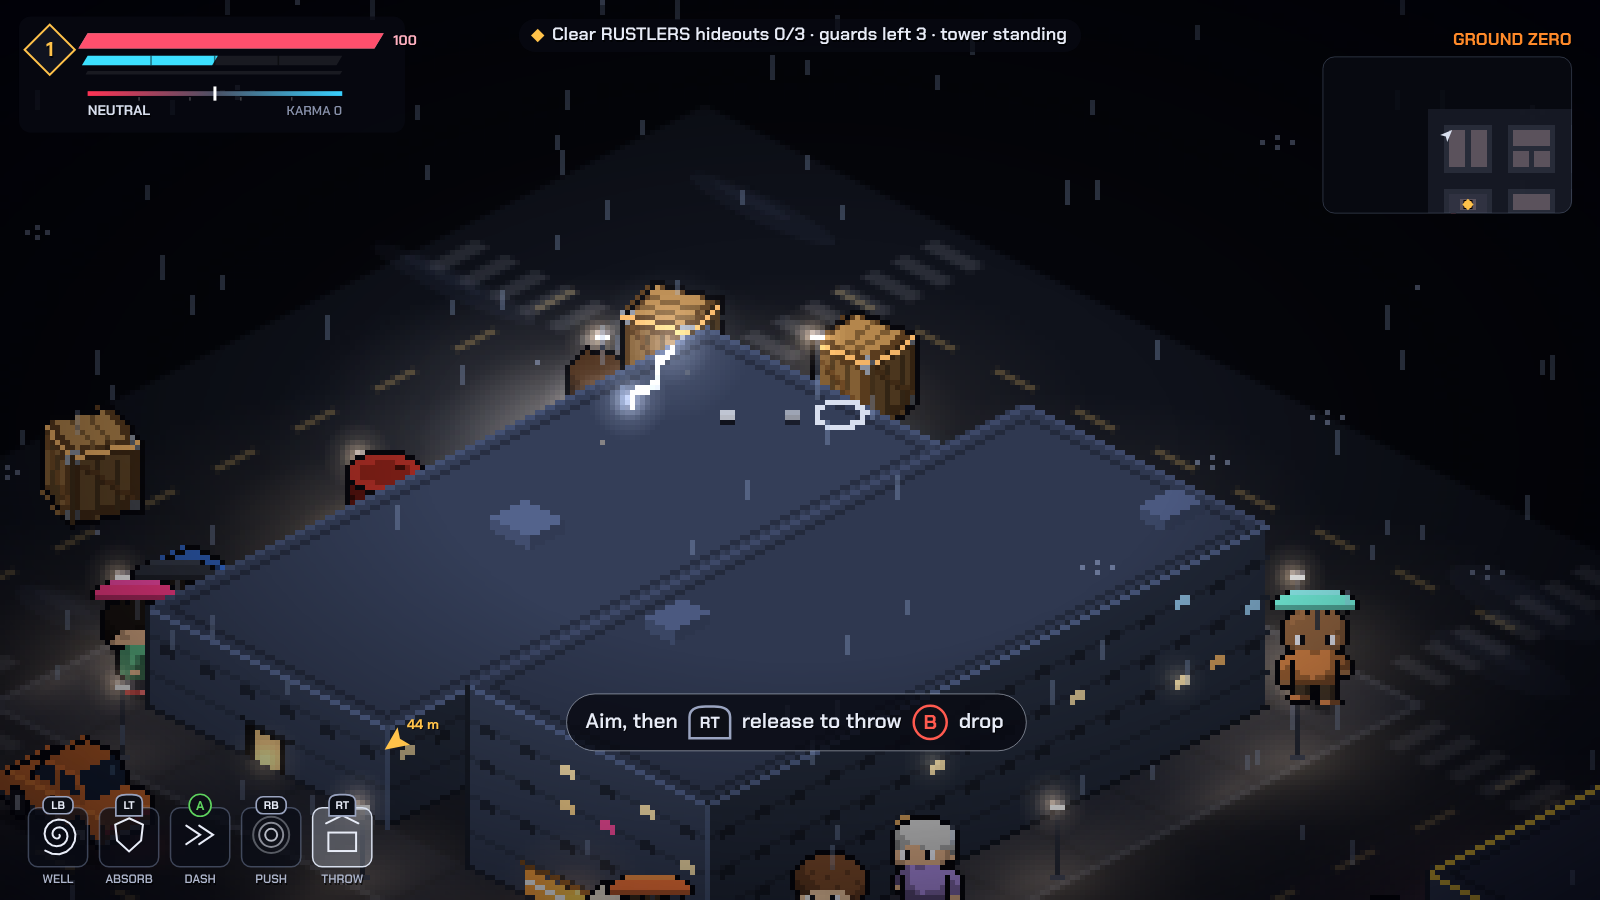 1
100
NEUTRAL
KARMA 0
Clear RUSTLERS hideouts 0/3 · guards left 3 · tower standing
GROUND ZERO
44 m
Aim, then RT release to throw B drop
LB
LT
A
RB
RT
WELL
ABSORB
DASH
PUSH
THROW